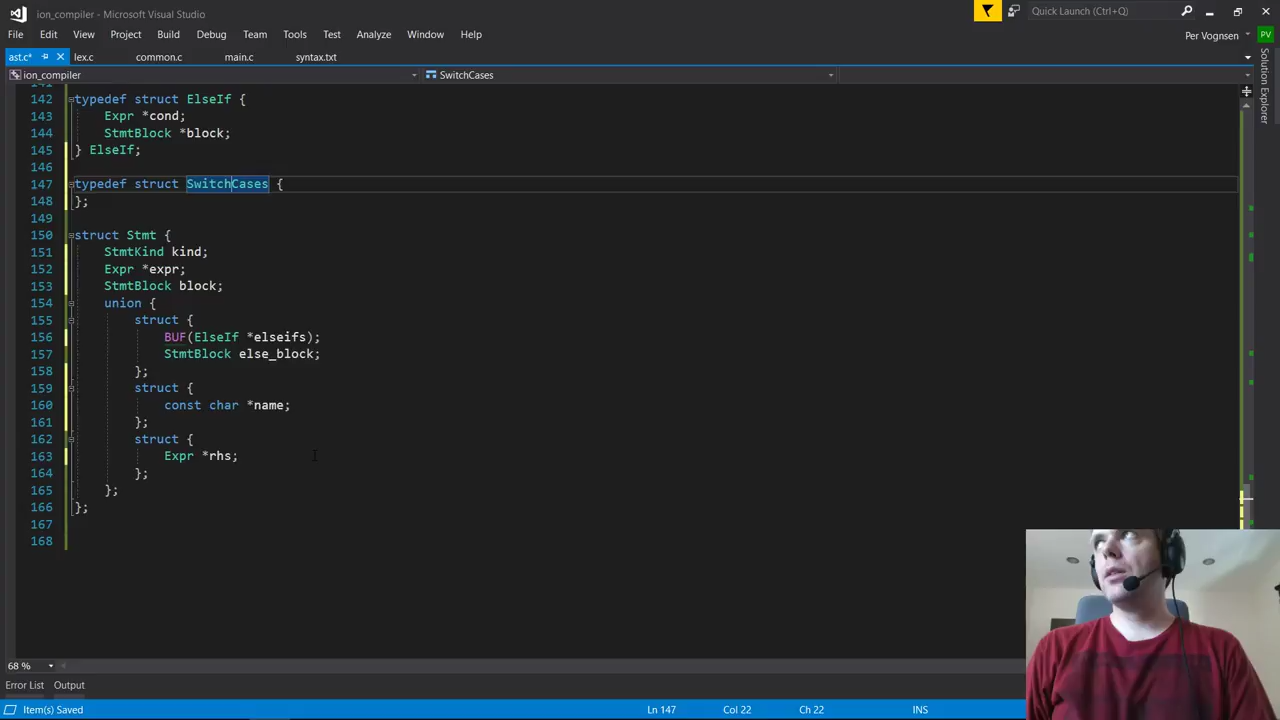 ion_compiler - Microsoft Visual Studio
Quick Launch (Ctrl+Q)
File Edit View Project Build Debug Team Tools Test Analyze Window Help
Per Vognsen PV
ast.c* lex.c common.c main.c syntax.txt
ion_compiler SwitchCases
Solution Explorer
141
142 typedef struct ElseIf {
143 Expr *cond;
144 StmtBlock *block;
145 } ElseIf;
146
147 typedef struct SwitchCases {
148 };
149
150 struct Stmt {
151 StmtKind kind;
152 Expr *expr;
153 StmtBlock block;
154 union {
155 struct {
156 BUF(ElseIf *elseifs);
157 StmtBlock else_block;
158 };
159 struct {
160 const char *name;
161 };
162 struct {
163 Expr *rhs;
164 };
165 };
166 };
167
168
68 %
Error List Output
Item(s) Saved Ln 147 Col 22 Ch 22 INS